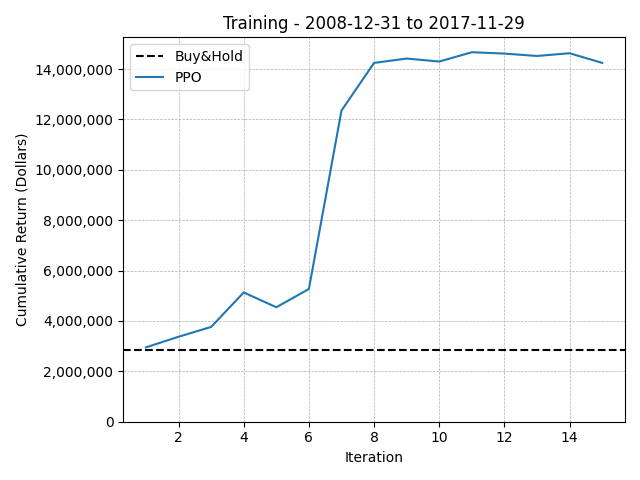 Training - 2008-12-31 to 2017-11-29
Buy&Hold
PPO
14,000,000
12,000,000
10,000,000
8,000,000
6,000,000
4,000,000
2,000,000
0
Cumulative Return (Dollars)
2 4 6 8 10 12 14
Iteration